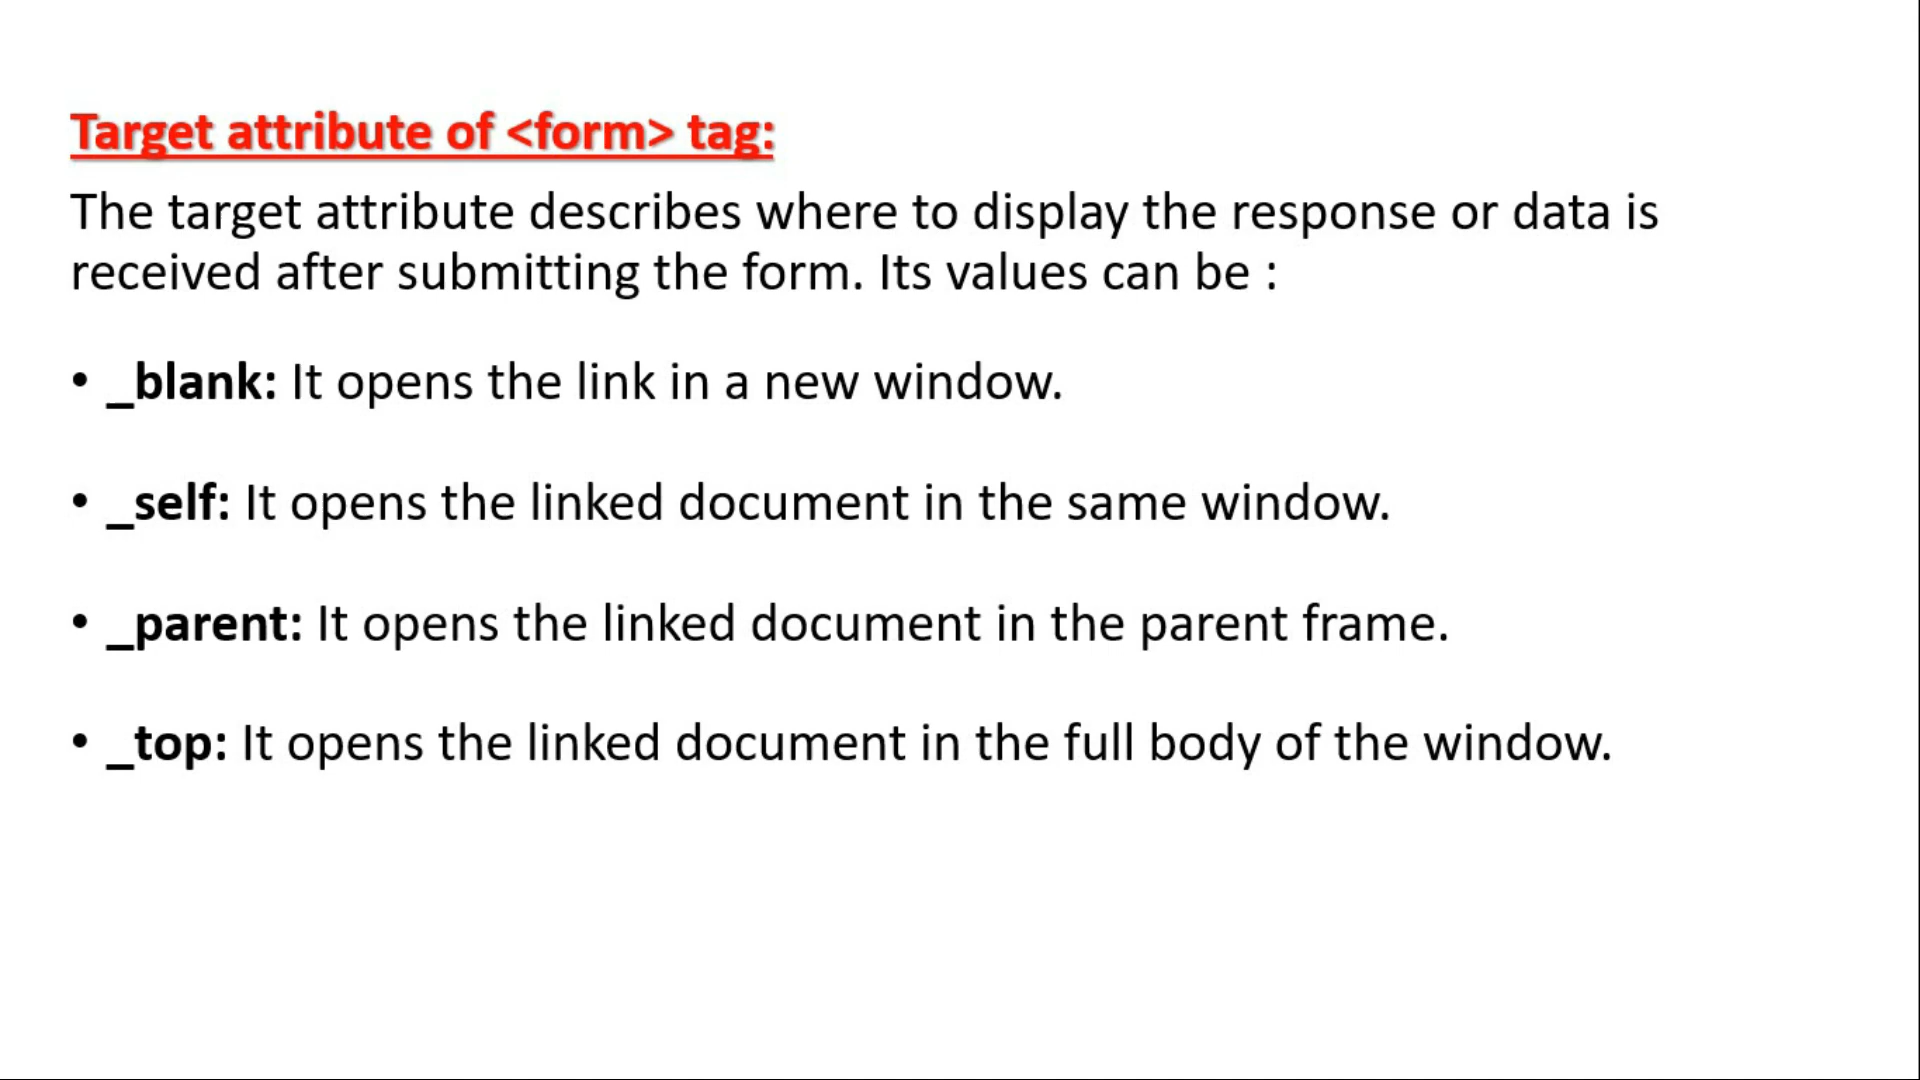 Target attribute of <form> tag:
The target attribute describes where to display the response or data is
received after submitting the form. Its values can be :
• _blank: It opens the link in a new window.
• _self: It opens the linked document in the same window.
• _parent: It opens the linked document in the parent frame.
• _top: It opens the linked document in the full body of the window.